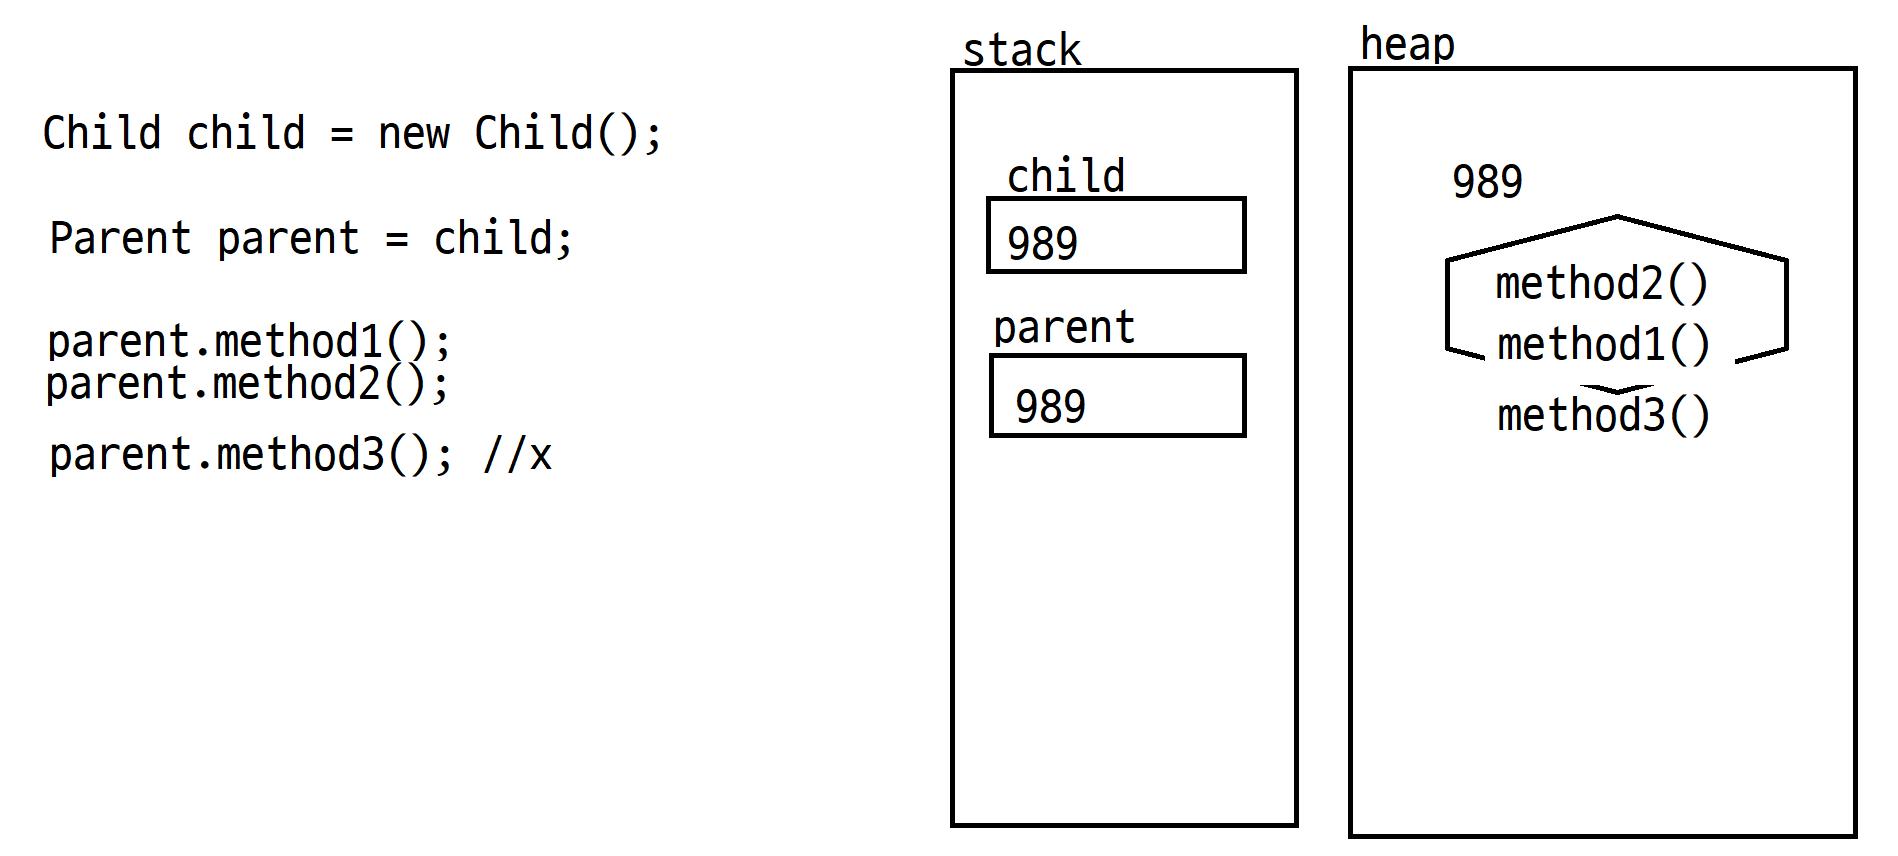 Child child = new Child();
Parent parent = child;
parent.method1();
parent.method2();
parent.method3(); //x
stack
child
989
parent
989
heap
989
method2()
method1()
method3()